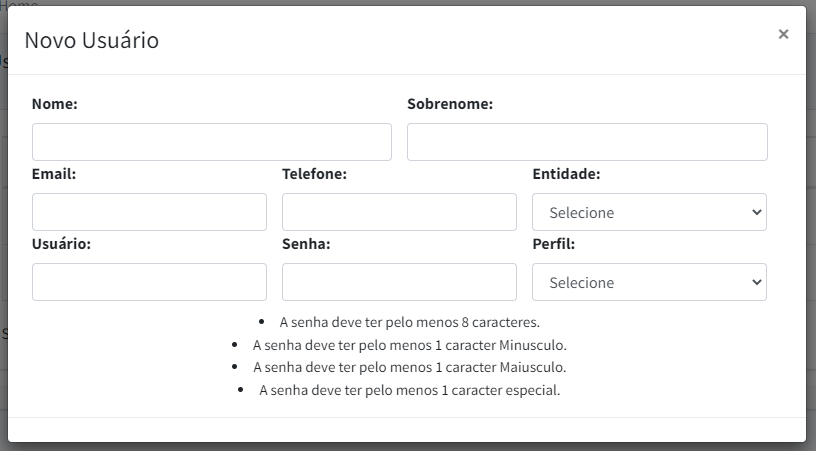 Home
Novo Usuário ×
Nome: Sobrenome:
Email: Telefone: Entidade:
Selecione
Usuário: Senha: Perfil:
Selecione
• A senha deve ter pelo menos 8 caracteres.
• A senha deve ter pelo menos 1 caracter Minusculo.
• A senha deve ter pelo menos 1 caracter Maiusculo.
• A senha deve ter pelo menos 1 caracter especial.